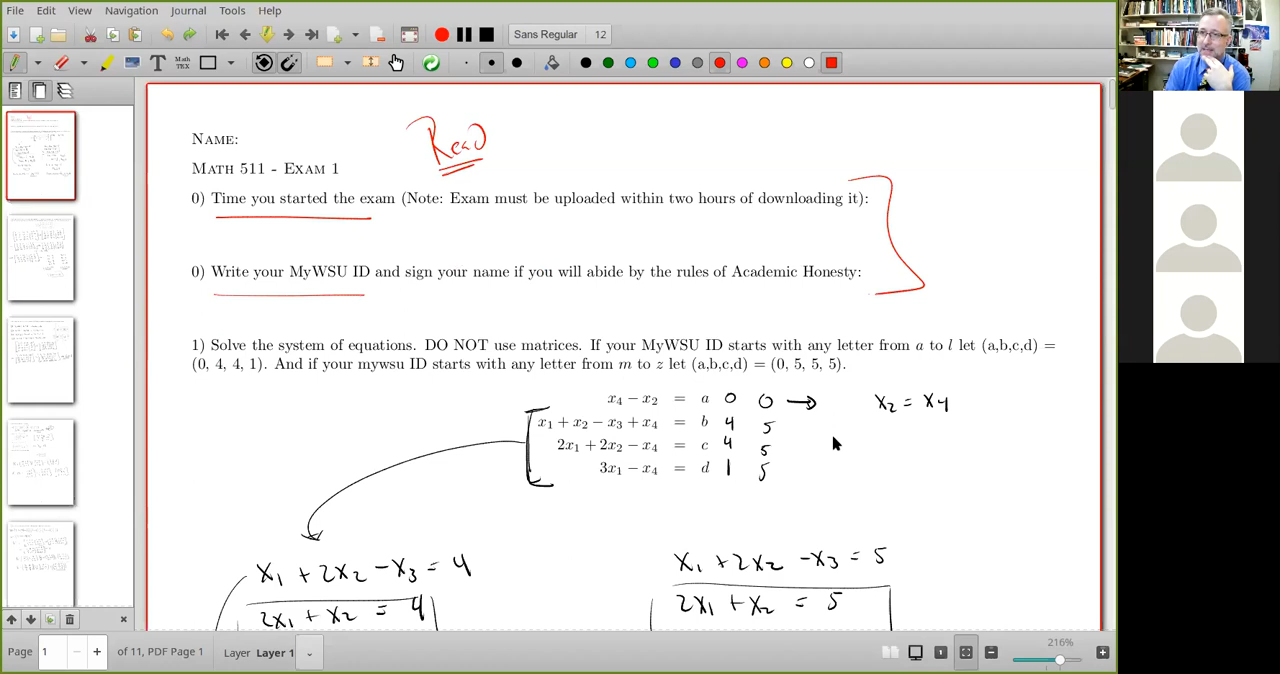 File Edit View Navigation Journal Tools Help
Sans Regular 12
Math TEX
NAME:
Read
MATH 511 - EXAM 1
0) Time you started the exam (Note: Exam must be uploaded within two hours of downloading it):
0) Write your MyWSU ID and sign your name if you will abide by the rules of Academic Honesty:
1) Solve the system of equations. DO NOT use matrices. If your MyWSU ID starts with any letter from a to l let (a,b,c,d) =
(0, 4, 4, 1). And if your mywsu ID starts with any letter from m to z let (a,b,c,d) = (0, 5, 5, 5).
x₄ − x₂ = a 0 0 → x₂ = x₄
x₁ + x₂ − x₃ + x₄ = b 4 5
2x₁ + 2x₂ − x₄ = c 4 5
3x₁ − x₄ = d 1 5
x₁ + 2x₂ − x₃ = 4
2x₁ + x₂ = 4
x₁ + 2x₂ − x₃ = 5
2x₁ + x₂ = 5
Page 1 of 11, PDF Page 1 Layer Layer 1 216%